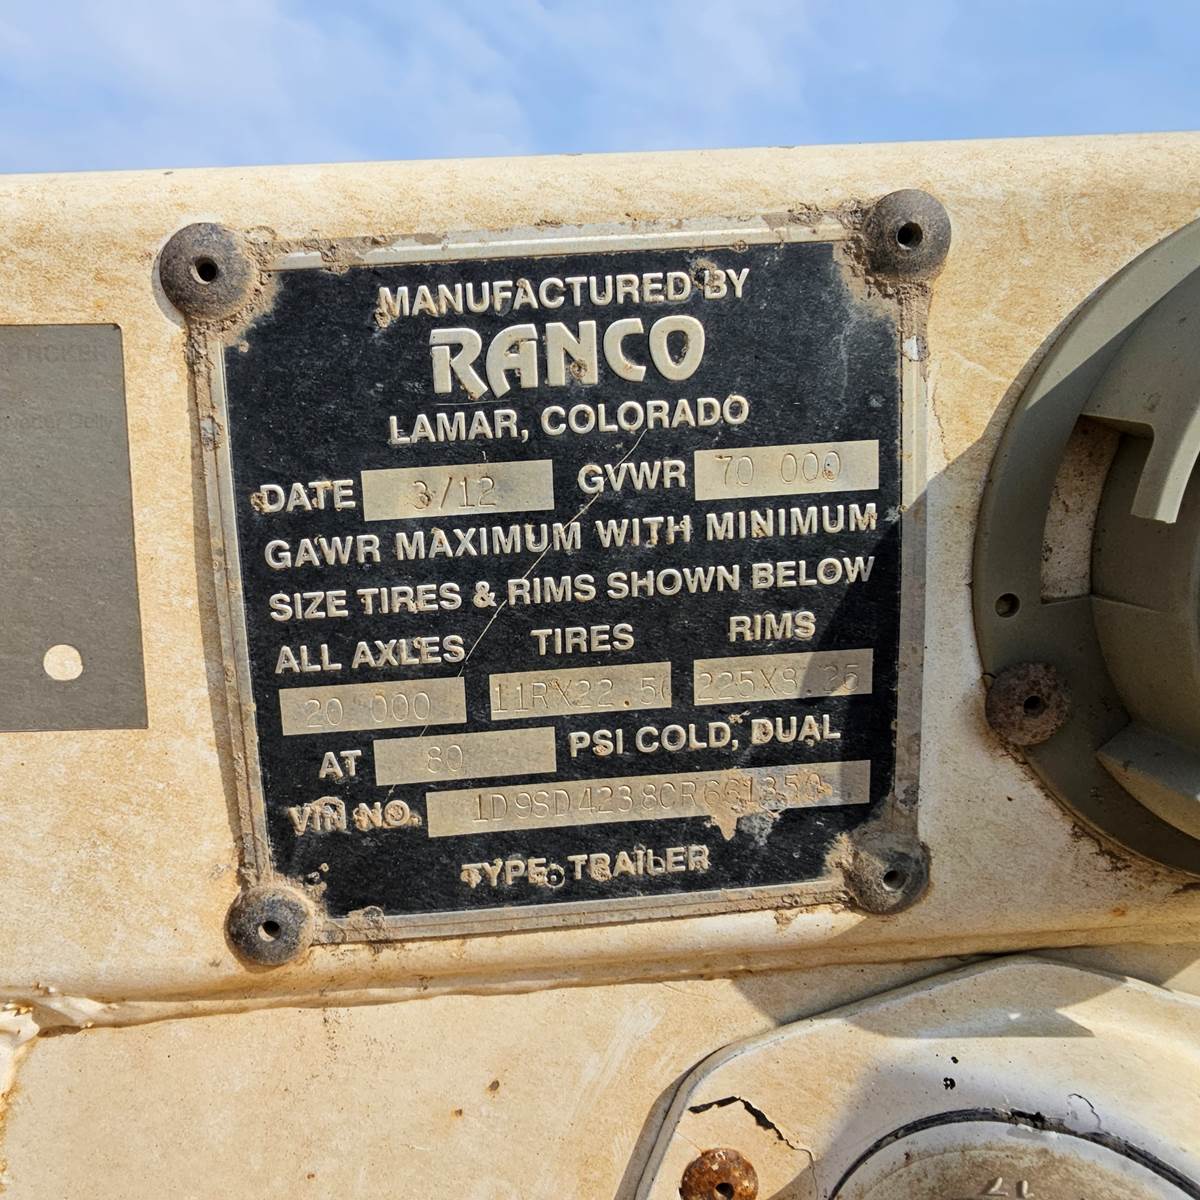 STICKER
MANUFACTURED BY
RANCO
LAMAR, COLORADO
DATE 3/12 GVWR 70 000
GAWR MAXIMUM WITH MINIMUM
SIZE TIRES & RIMS SHOWN BELOW
ALL AXLES TIRES RIMS
20 000 11RX22.5 225X8.25
AT 80 PSI COLD, DUAL
VIN NO.
TYPE: TRAILER